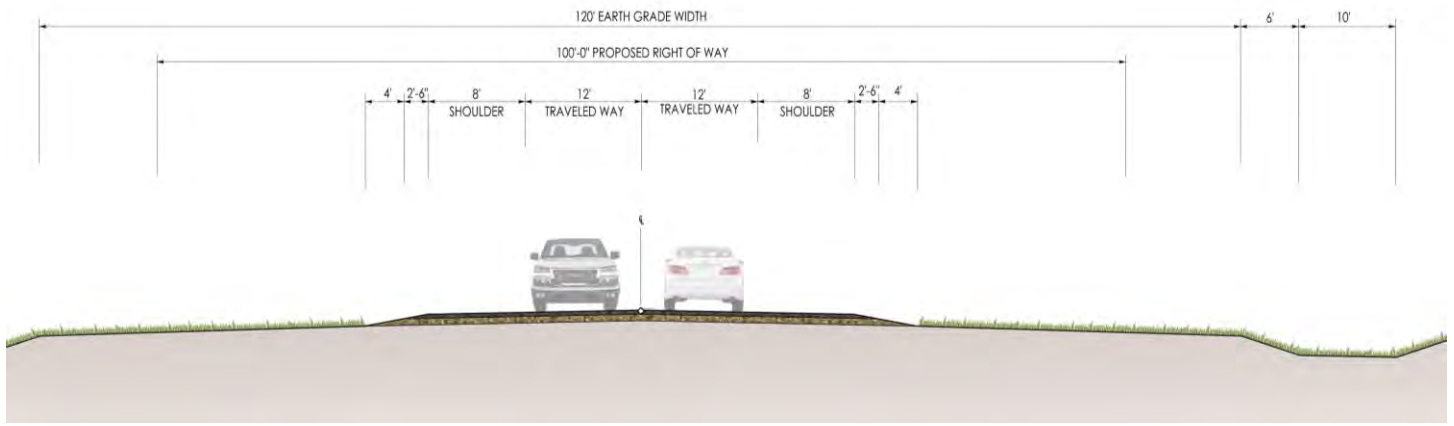 120' EARTH GRADE WIDTH 6' 10'
100'-0" PROPOSED RIGHT OF WAY
4' 2'-6" 8' 12' 12' 8' 2'-6" 4'
SHOULDER TRAVELED WAY TRAVELED WAY SHOULDER